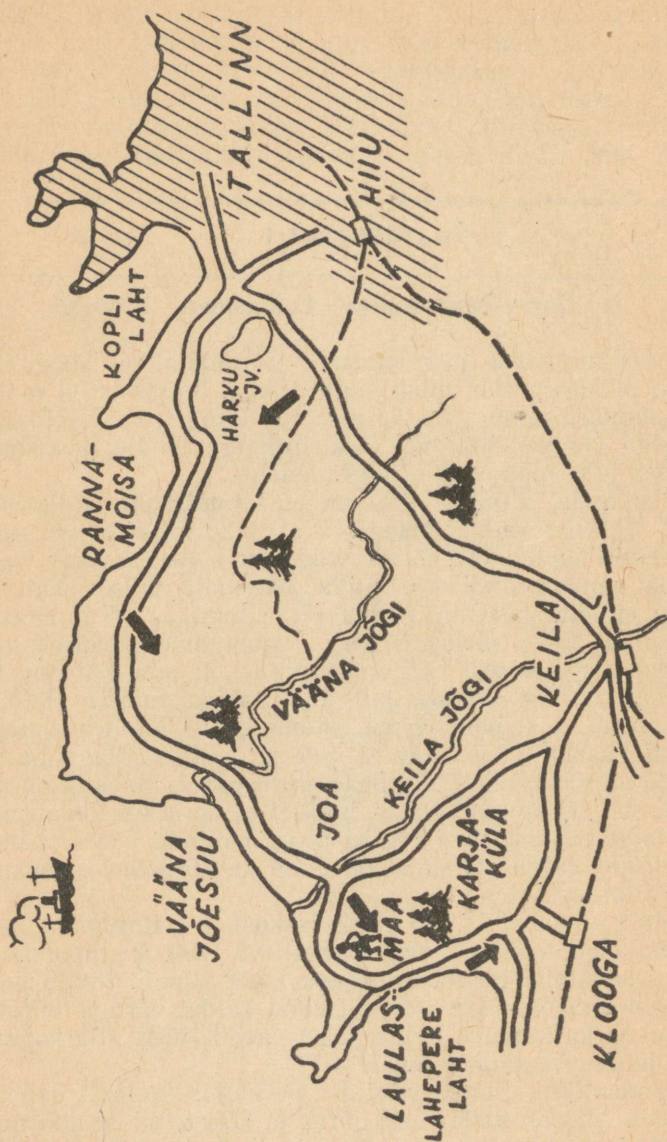 TALLINN
HIIU
KOPLI
LAHT
HARKU
JV.
RANNA-
MÕISA
VÄÄNA JÕGI
KEILA JÕGI
KEILA
JOA
VÄÄNA
JÕESUU
KARJA-
KÜLA
LAULAS-
MAA
LAHEPERE
LAHT
KLOOGA